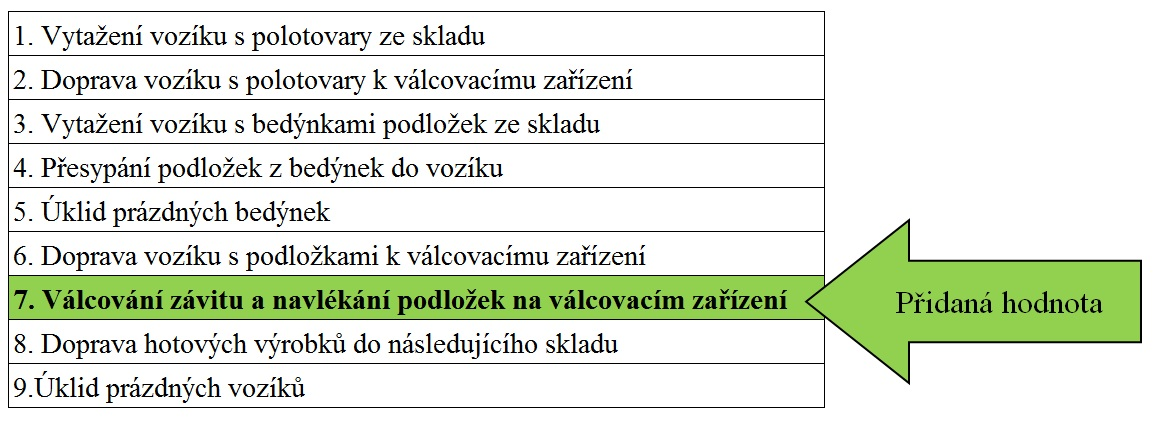 1. Vytažení vozíku s polotovary ze skladu
2. Doprava vozíku s polotovary k válcovacímu zařízení
3. Vytažení vozíku s bedýnkami podložek ze skladu
4. Přesypání podložek z bedýnek do vozíku
5. Úklid prázdných bedýnek
6. Doprava vozíku s podložkami k válcovacímu zařízení
7. Válcování závitu a navlékání podložek na válcovacím zařízení
Přidaná hodnota
8. Doprava hotových výrobků do následujícího skladu
9.Úklid prázdných vozíků